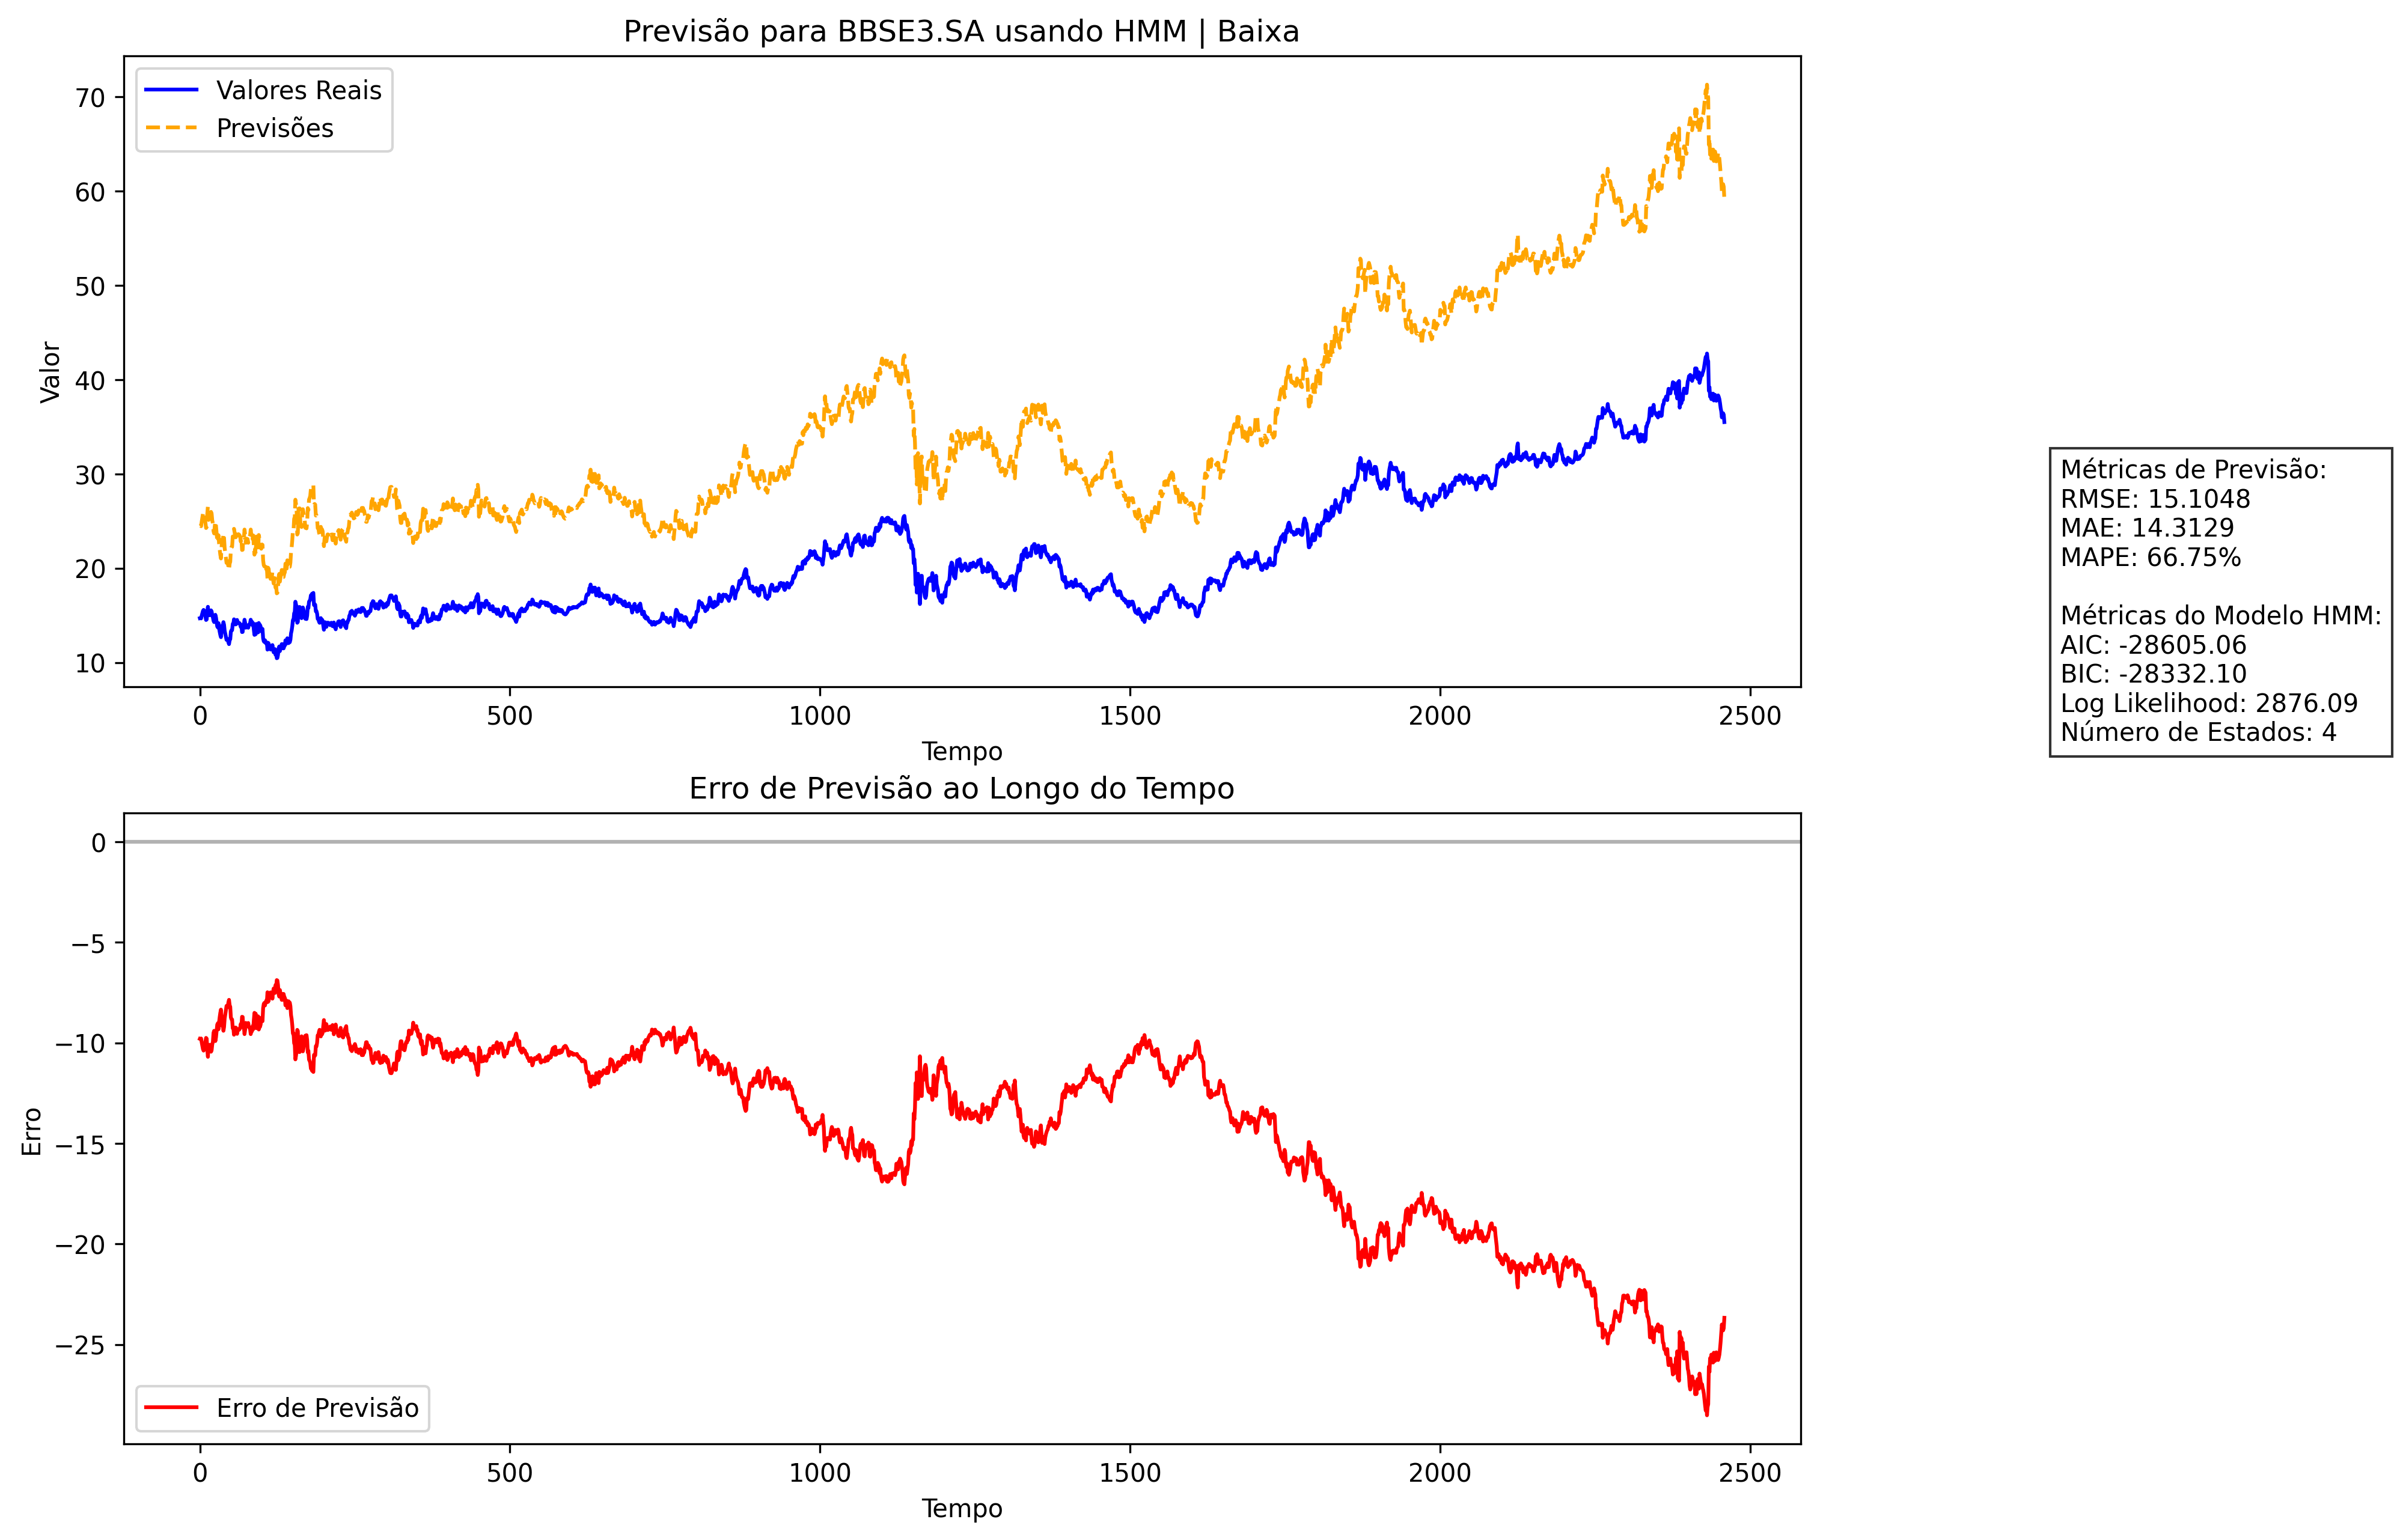 Previsão para BBSE3.SA usando HMM | Baixa
Valores Reais
Previsões
Valor
70
60
50
40
30
20
10
0
500
1000
1500
2000
2500
Tempo
Métricas de Previsão:
RMSE: 15.1048
MAE: 14.3129
MAPE: 66.75%
Métricas do Modelo HMM:
AIC: -28605.06
BIC: -28332.10
Log Likelihood: 2876.09
Número de Estados: 4
Erro de Previsão ao Longo do Tempo
Erro
0
−5
−10
−15
−20
−25
Erro de Previsão
0
500
1000
1500
2000
2500
Tempo